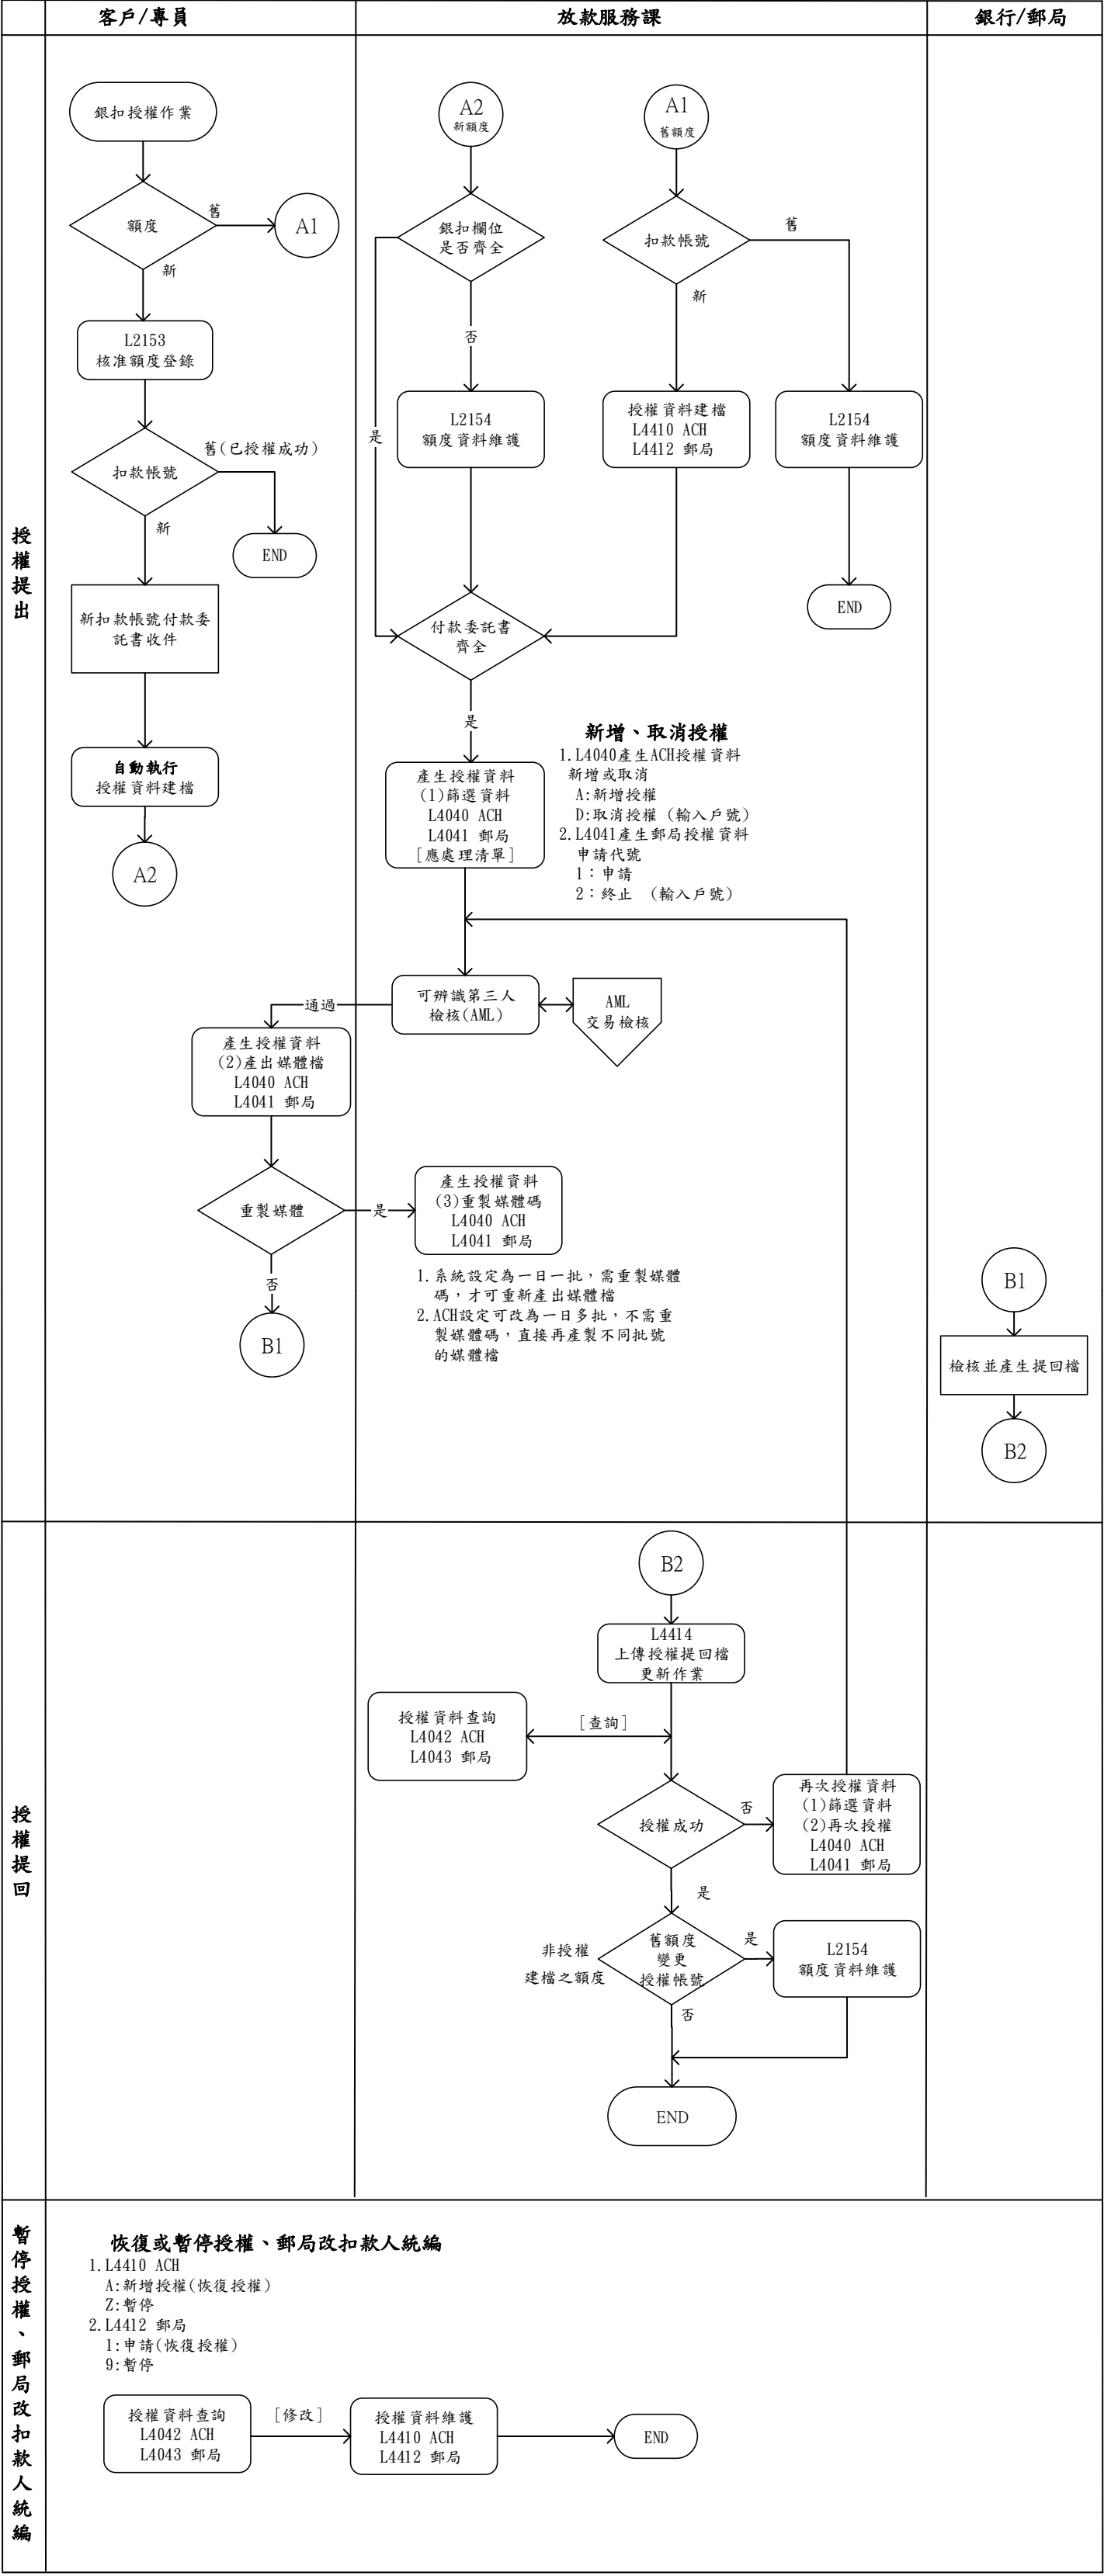 客戶/專員
放款服務課
銀行/郵局
授
權
提
出
銀扣授權作業
額度
舊
A1
新
L2153
核准額度登錄
扣款帳號
舊(已授權成功)
END
新
新扣款帳號付款委
託書收件
自動執行
授權資料建檔
A2
A2
新額度
銀扣欄位
是否齊全
否
是
L2154
額度資料維護
A1
舊額度
扣款帳號
舊
新
授權資料建檔
L4410 ACH
L4412 郵局
L2154
額度資料維護
END
付款委託書
齊全
是
產生授權資料
(1)篩選資料
L4040 ACH
L4041 郵局
[應處理清單]
新增、取消授權
1.L4040產生ACH授權資料
新增或取消
A:新增授權
D:取消授權 (輸入戶號)
2.L4041產生郵局授權資料
申請代號
1：申請
2：終止 (輸入戶號)
可辨識第三人
檢核(AML)
AML
交易檢核
通過
產生授權資料
(2)產出媒體檔
L4040 ACH
L4041 郵局
重製媒體
是
產生授權資料
(3)重製媒體碼
L4040 ACH
L4041 郵局
否
B1
1.系統設定為一日一批，需重製媒體
碼，才可重新產出媒體檔
2.ACH設定可改為一日多批，不需重
製媒體碼，直接再產製不同批號
的媒體檔
B1
檢核並產生提回檔
B2
授
權
提
回
B2
L4414
上傳授權提回檔
更新作業
授權資料查詢
L4042 ACH
L4043 郵局
[查詢]
授權成功
否
再次授權資料
(1)篩選資料
(2)再次授權
L4040 ACH
L4041 郵局
是
非授權
建檔之額度
舊額度
變更
授權帳號
是
L2154
額度資料維護
否
END
暫
停
授
權
、
郵
局
改
扣
款
人
統
編
恢復或暫停授權、郵局改扣款人統編
1.L4410 ACH
A:新增授權(恢復授權)
Z:暫停
2.L4412 郵局
1:申請(恢復授權)
9:暫停
授權資料查詢
L4042 ACH
L4043 郵局
[修改]
授權資料維護
L4410 ACH
L4412 郵局
END